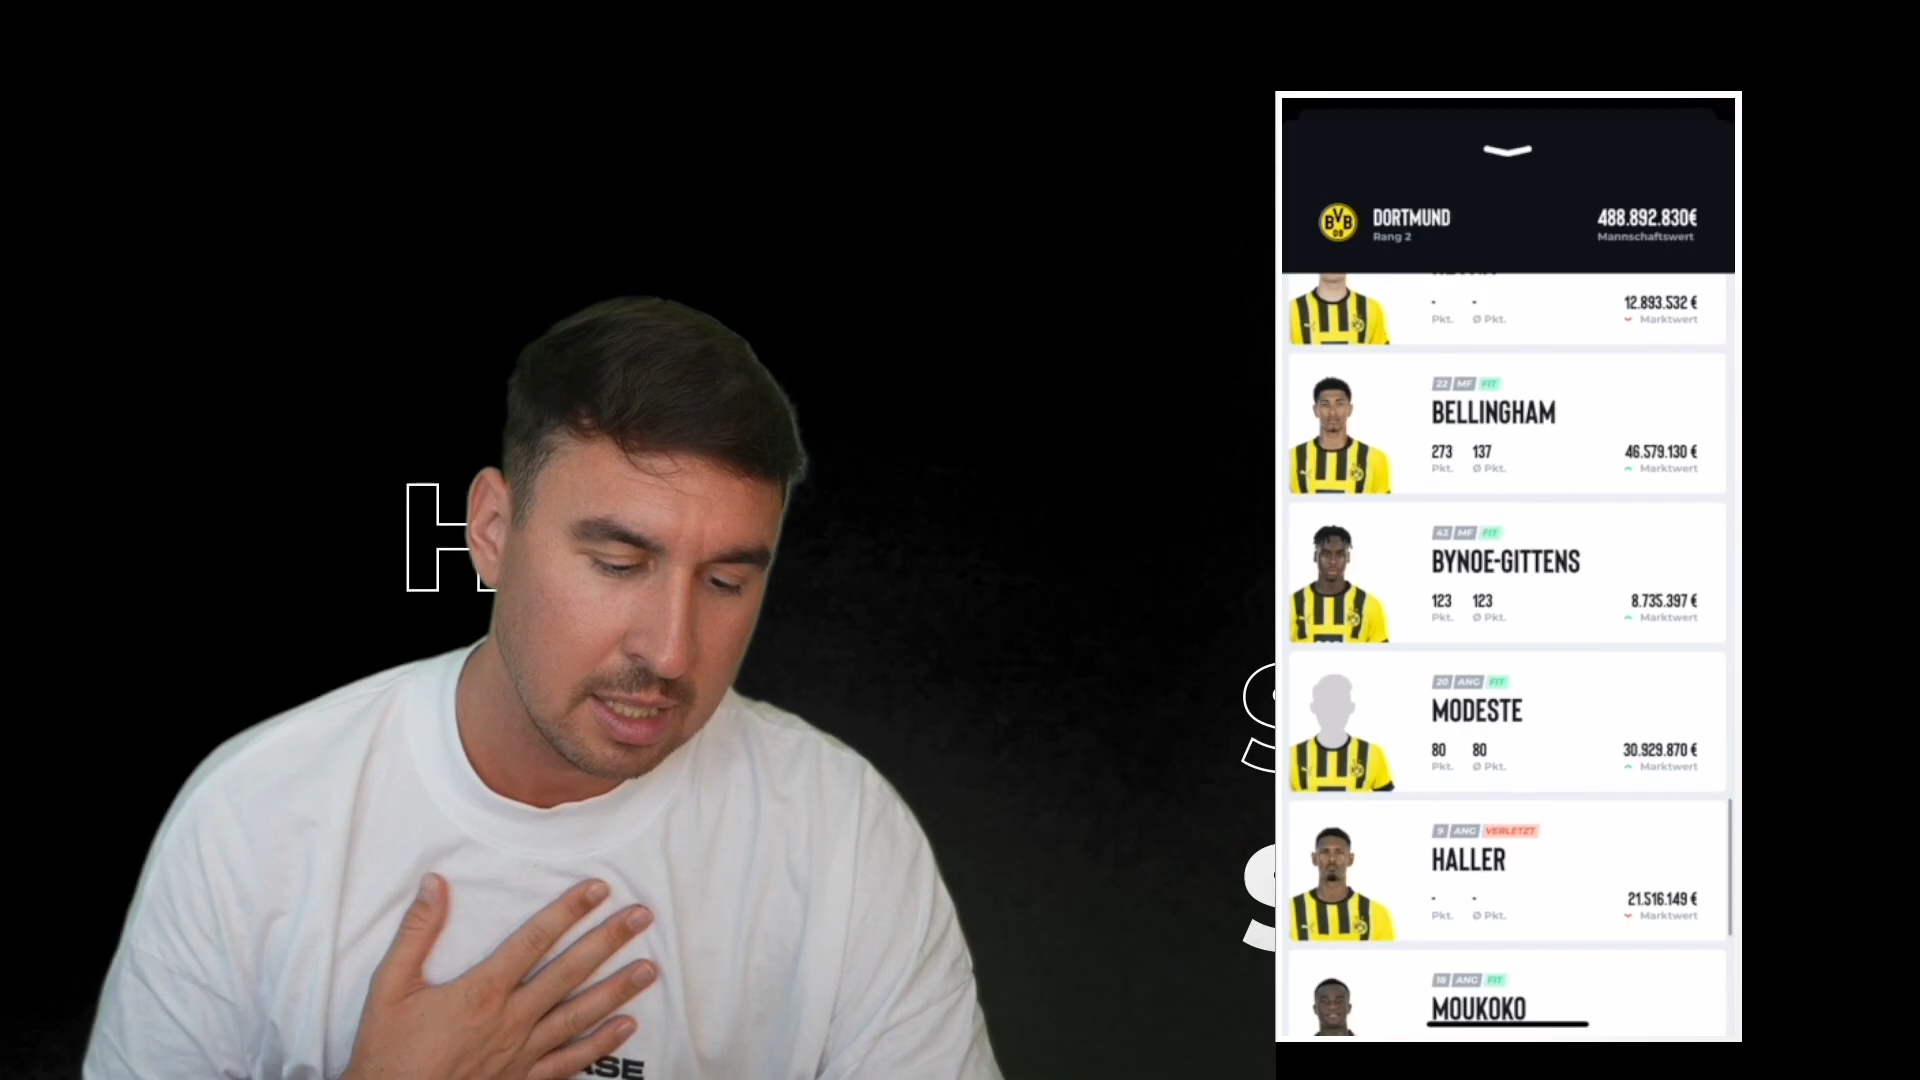 BVB
09
DORTMUND
Rang 2
488.892.830€
Mannschaftswert
- -
Pkt. Ø Pkt.
12.893.532 €
Marktwert
22 MF FIT
BELLINGHAM
273 137
Pkt. Ø Pkt.
46.579.130 €
Marktwert
43 MF FIT
BYNOE-GITTENS
123 123
Pkt. Ø Pkt.
8.735.397 €
Marktwert
20 ANG FIT
MODESTE
80 80
Pkt. Ø Pkt.
30.929.870 €
Marktwert
9 ANG VERLETZT
HALLER
- -
Pkt. Ø Pkt.
21.516.149 €
Marktwert
18 ANG FIT
MOUKOKO
H
S
S
ASE